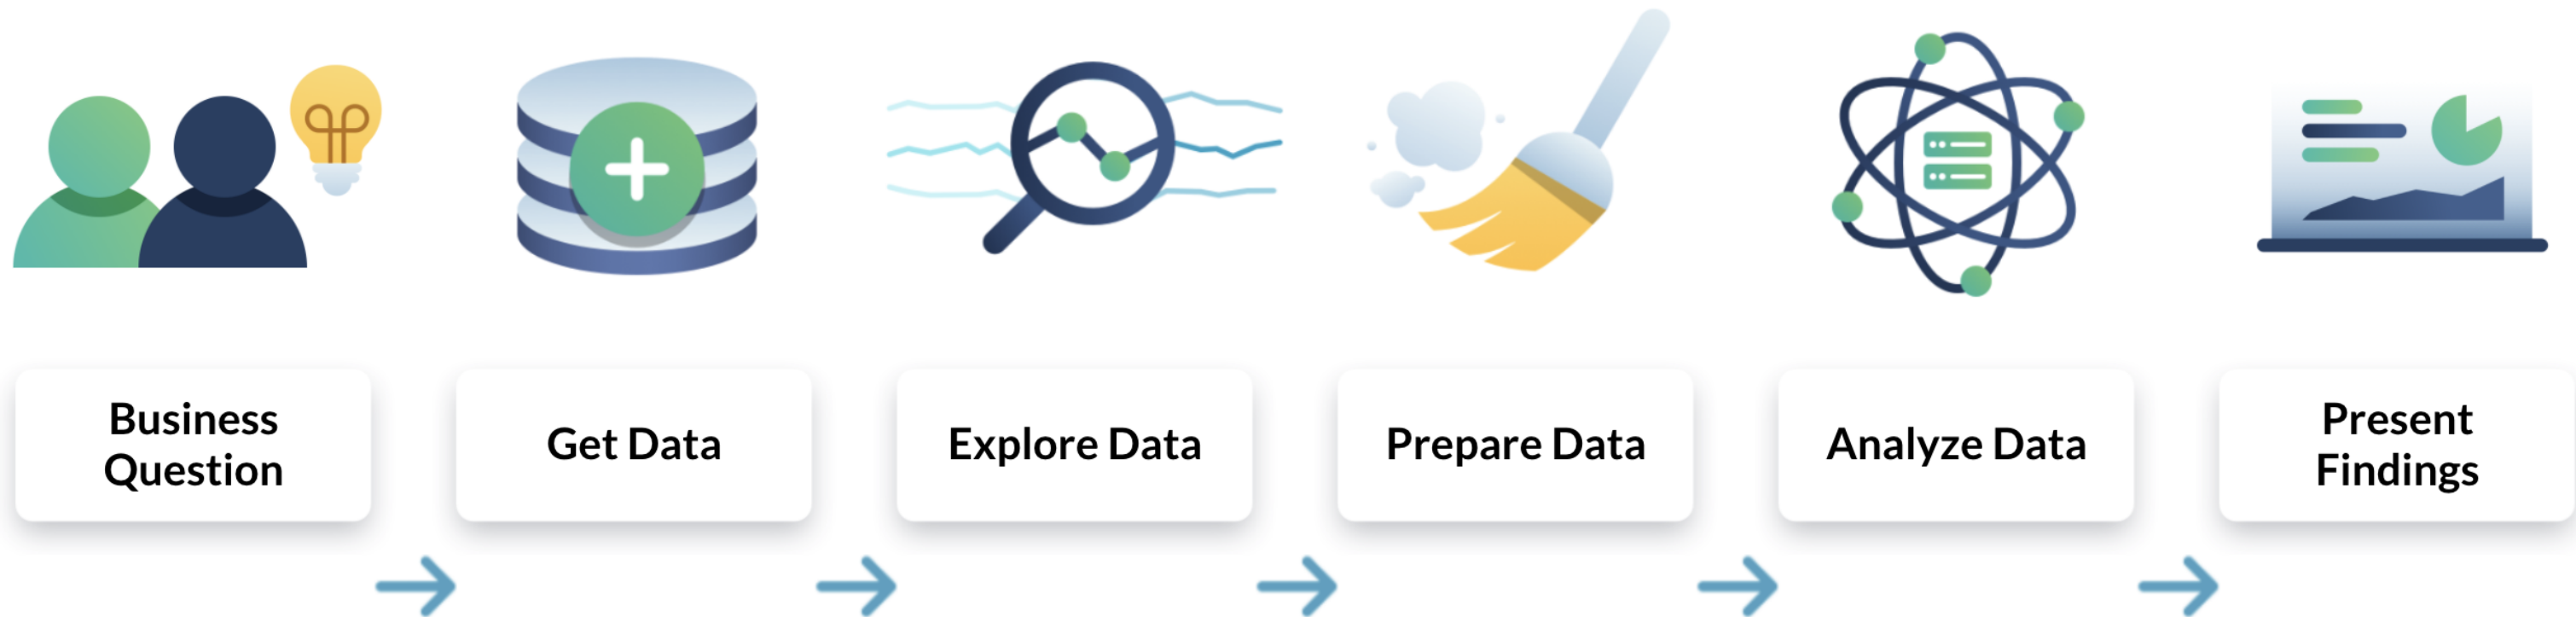 Business
Question
Get Data
Explore Data
Prepare Data
Analyze Data
Present
Findings